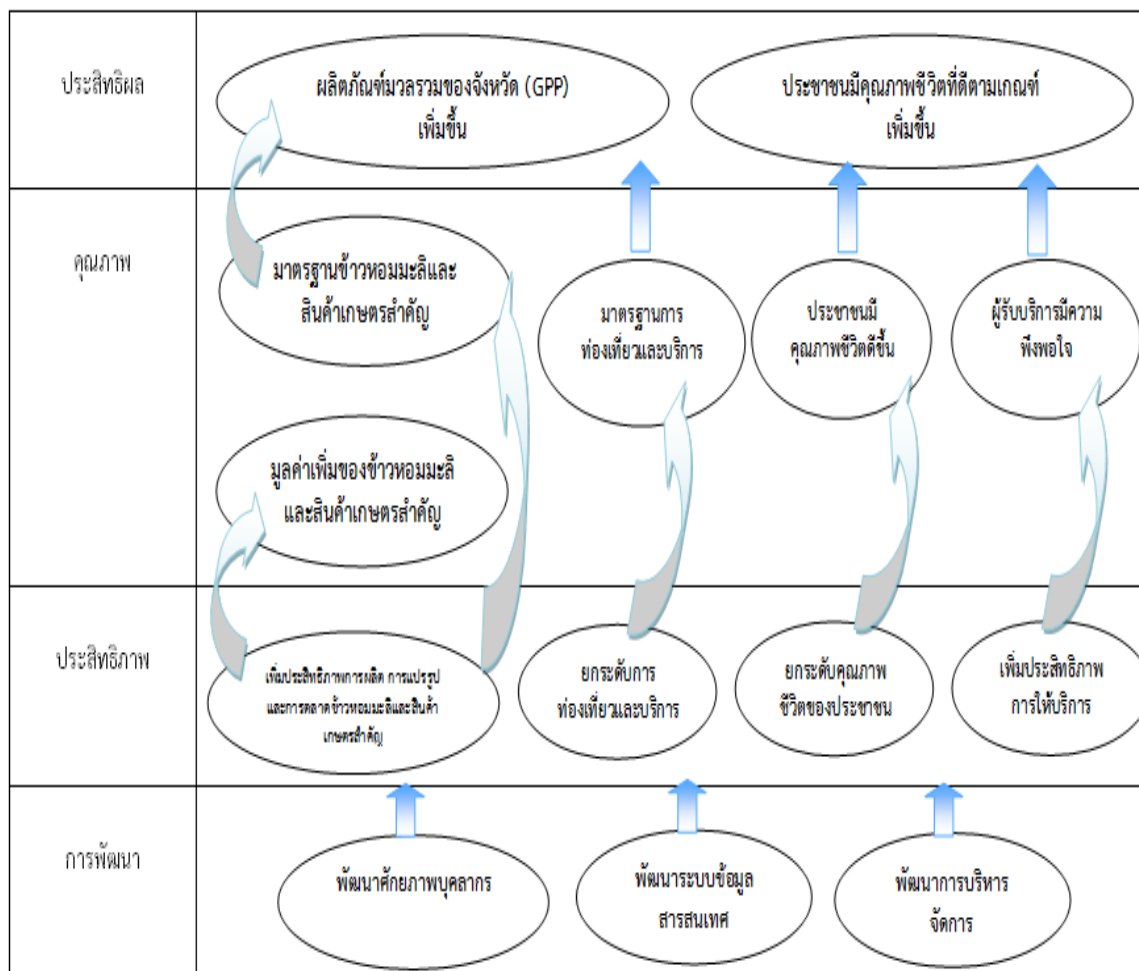 ประสิทธิผล
ผลิตภัณฑ์มวลรวมของจังหวัด (GPP)
เพิ่มขึ้น
ประชาชนมีคุณภาพชีวิตที่ดีตามเกณฑ์
เพิ่มขึ้น
คุณภาพ
มาตรฐานข้าวหอมมะลิและ
สินค้าเกษตรสำคัญ
มาตรฐานการ
ท่องเที่ยวและบริการ
ประชาชนมี
คุณภาพชีวิตดีขึ้น
ผู้รับบริการมีความ
พึงพอใจ
มูลค่าเพิ่มของข้าวหอมมะลิ
และสินค้าเกษตรสำคัญ
ประสิทธิภาพ
เพิ่มประสิทธิภาพการผลิต การแปรรูป
และการตลาดข้าวหอมมะลิและสินค้า
เกษตรสำคัญ
ยกระดับการ
ท่องเที่ยวและบริการ
ยกระดับคุณภาพ
ชีวิตของประชาชน
เพิ่มประสิทธิภาพ
การให้บริการ
การพัฒนา
พัฒนาศักยภาพบุคลากร
พัฒนาระบบข้อมูล
สารสนเทศ
พัฒนาการบริหาร
จัดการ